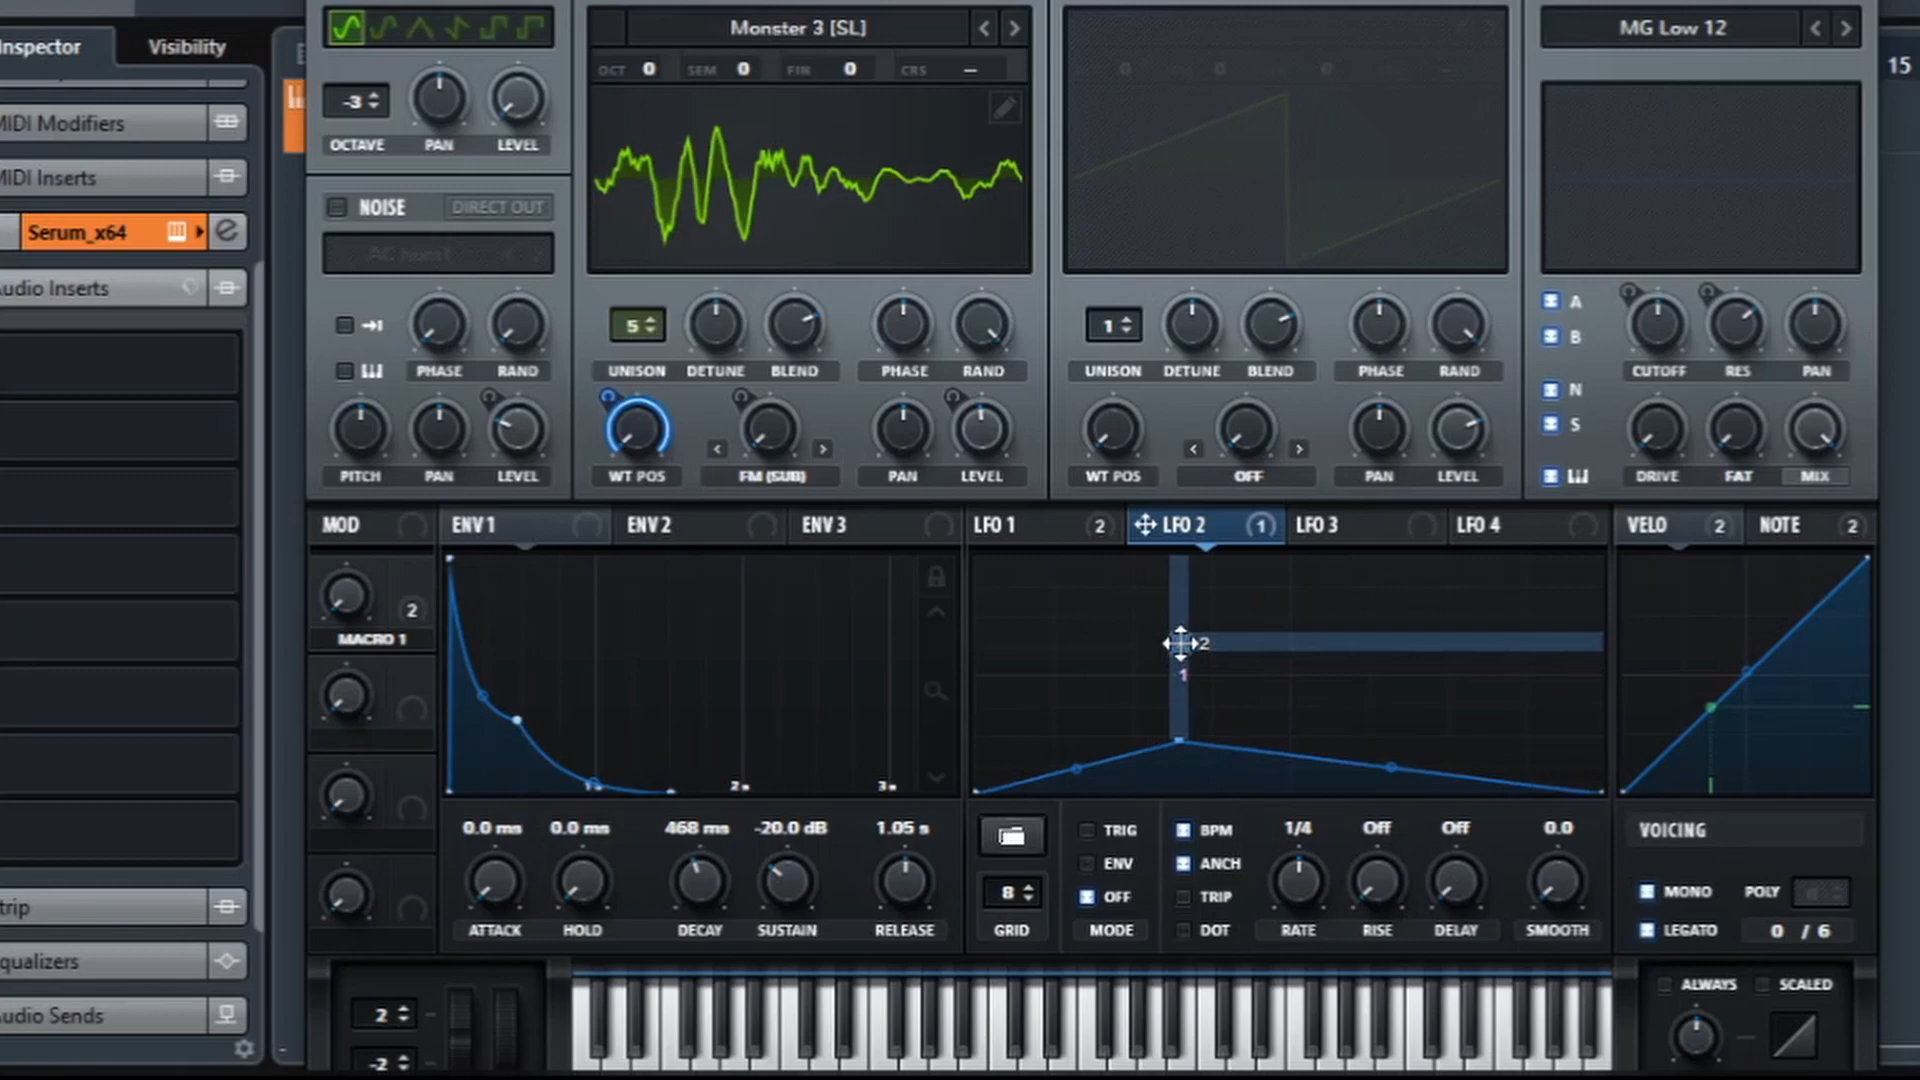 Inspector
Visibility
MIDI Modifiers
MIDI Inserts
Serum_x64
Audio Inserts
trip
qualizers
Audio Sends
-3
OCTAVE
PAN
LEVEL
NOISE
DIRECT OUT
PHASE
RAND
PITCH
PAN
LEVEL
Monster 3 [SL]
OCT 0 SEM 0 FIN 0 CRS –
5
UNISON
DETUNE
BLEND
PHASE
RAND
WT POS
FM (SUB)
PAN
LEVEL
1
UNISON
DETUNE
BLEND
PHASE
RAND
WT POS
OFF
PAN
LEVEL
MG Low 12
15
A
B
N
S
CUTOFF
RES
PAN
DRIVE
FAT
MIX
MOD
ENV 1
ENV 2
ENV 3
LFO 1 2
LFO 2 1
LFO 3
LFO 4
VELO 2
NOTE 2
2
MACRO 1
2
1
2s
3s
0.0 ms
0.0 ms
468 ms
-20.0 dB
1.05 s
ATTACK
HOLD
DECAY
SUSTAIN
RELEASE
8
GRID
TRIG
ENV
OFF
MODE
BPM
ANCH
TRIP
DOT
1/4
Off
Off
0.0
RATE
RISE
DELAY
SMOOTH
VOICING
MONO
POLY
LEGATO
0 / 6
2
-2
ALWAYS
SCALED